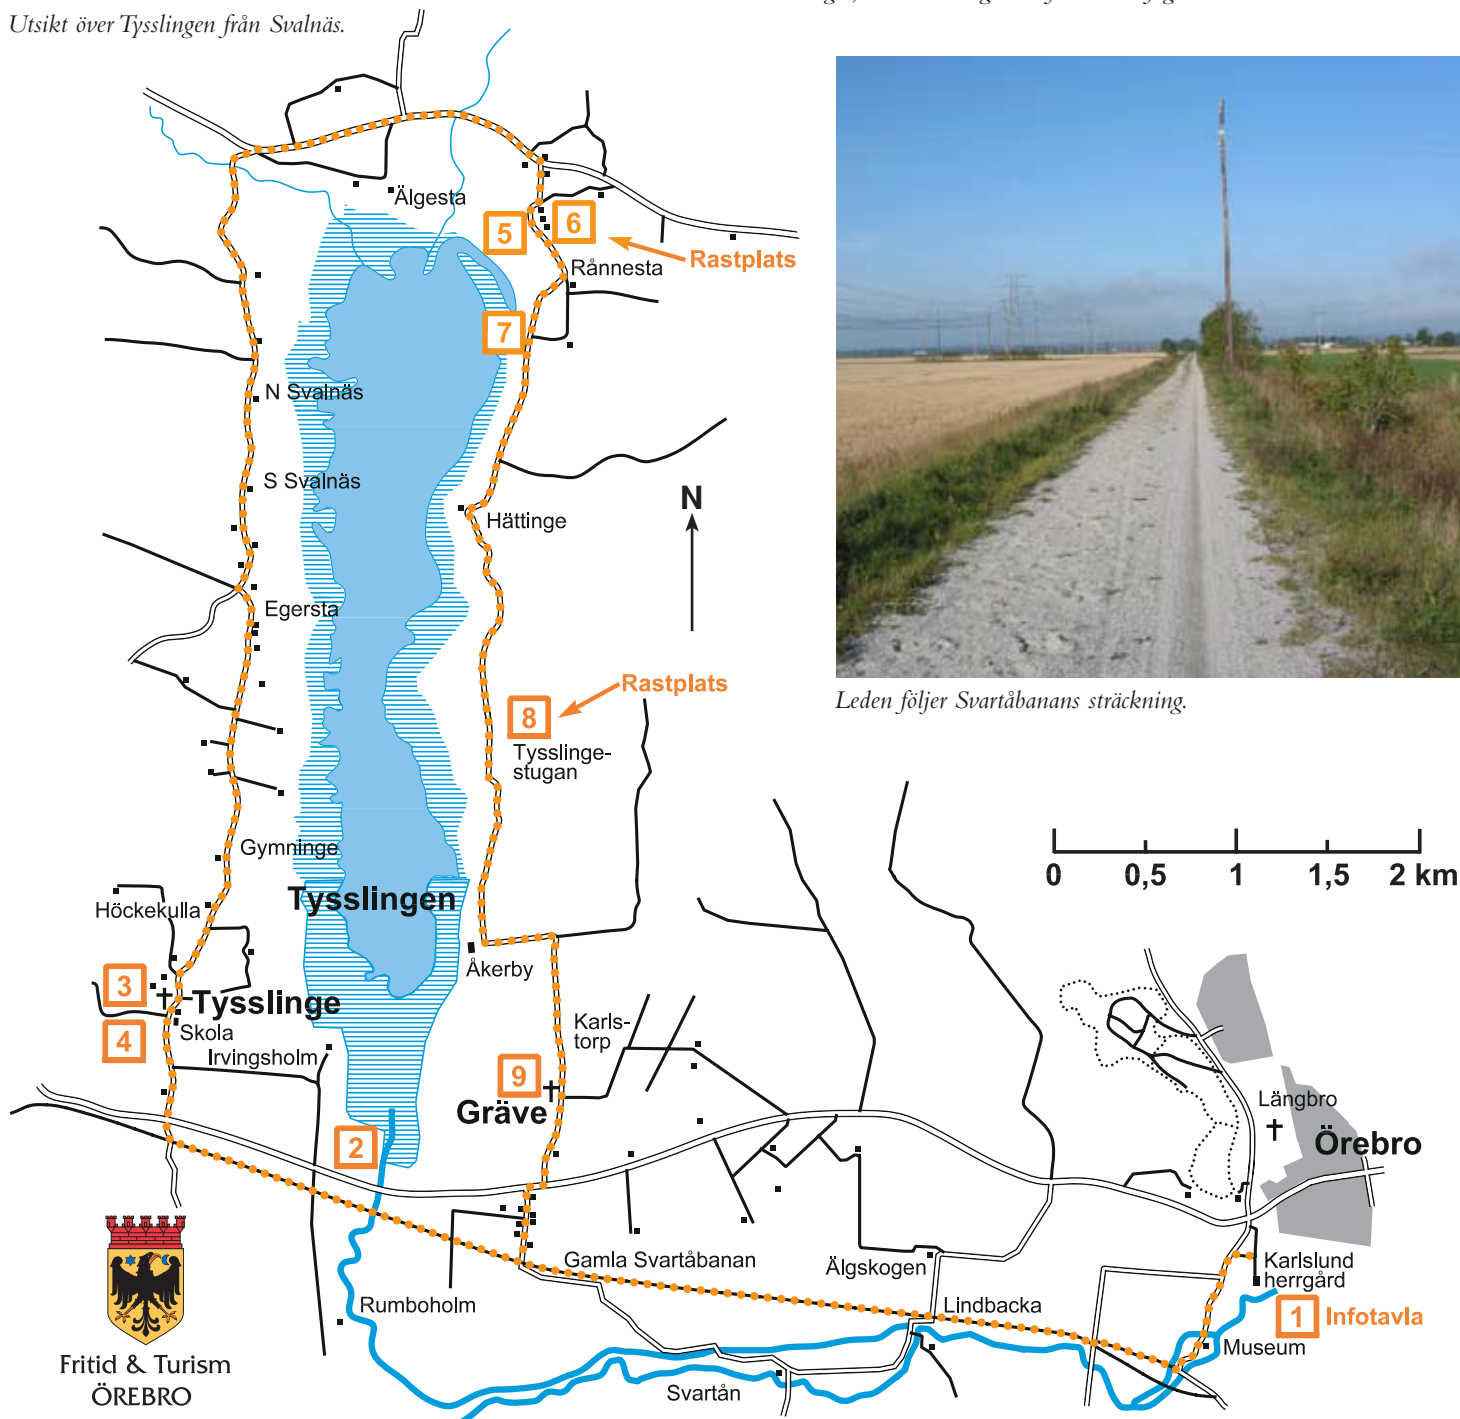 Utsikt över Tysslingen från Svalnäs.
Älgesta
5
6
Rastplats
Rånnesta
7
N Svalnäs
S Svalnäs
N
Hättinge
Egersta
Rastplats
8
Tysslinge-
stugan
Leden följer Svartåbanans sträckning.
Gymninge
0 0,5 1 1,5 2 km
Tysslingen
Höckekulla
Åkerby
3
Tysslinge
Skola
4
Irvingsholm
Karls-
torp
9
Gräve
Längbro
Örebro
2
Gamla Svartåbanan
Älgskogen
Karlslund
herrgård
Rumboholm
Lindbacka
1 Infotavla
Museum
Svartån
Fritid & Turism
ÖREBRO